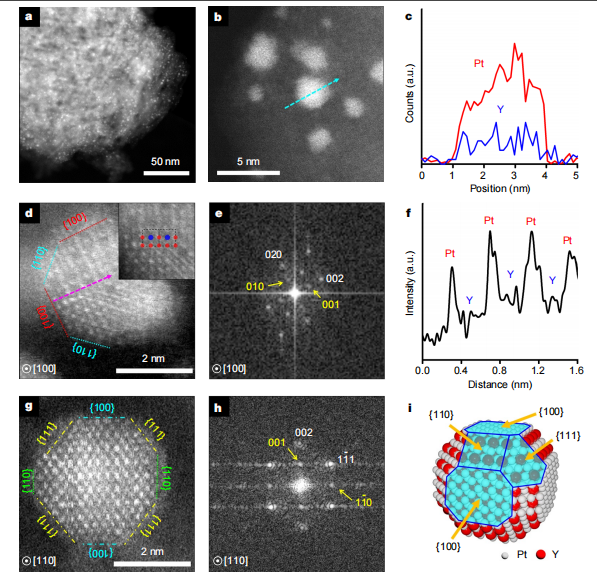 a
50 nm
b
5 nm
c
Counts (a.u.)
Pt
Y
0 1 2 3 4 5
Position (nm)
d
{100}
{110}
{100}
{110}
2 nm
[100]
e
020
010
002
001
[100]
f
Intensity (a.u.)
Pt
Pt
Pt
Pt
Y
Y
Y
0.0 0.4 0.8 1.2 1.6
Distance (nm)
g
{100}
{111}
{111}
{110}
{110}
{111}
{111}
{100}
2 nm
[110]
h
002
001
11̄1
110
[110]
i
{110}
{100}
{111}
{100}
Pt Y